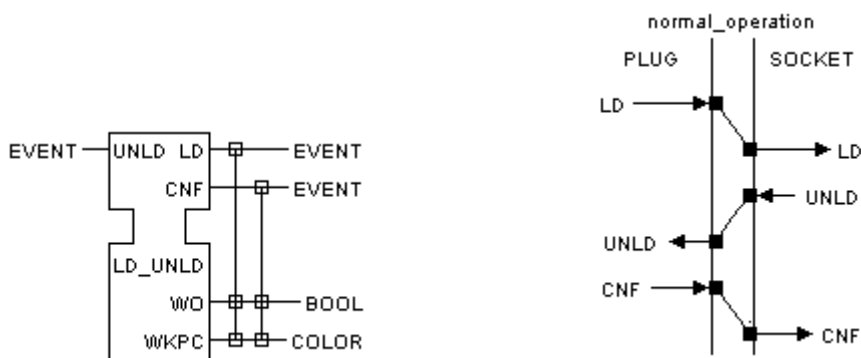 normal_operation
PLUG SOCKET
LD
EVENT UNLD LD EVENT
LD
CNF EVENT
UNLD
UNLD
LD_UNLD
CNF
WO BOOL
WKPC COLOR
CNF